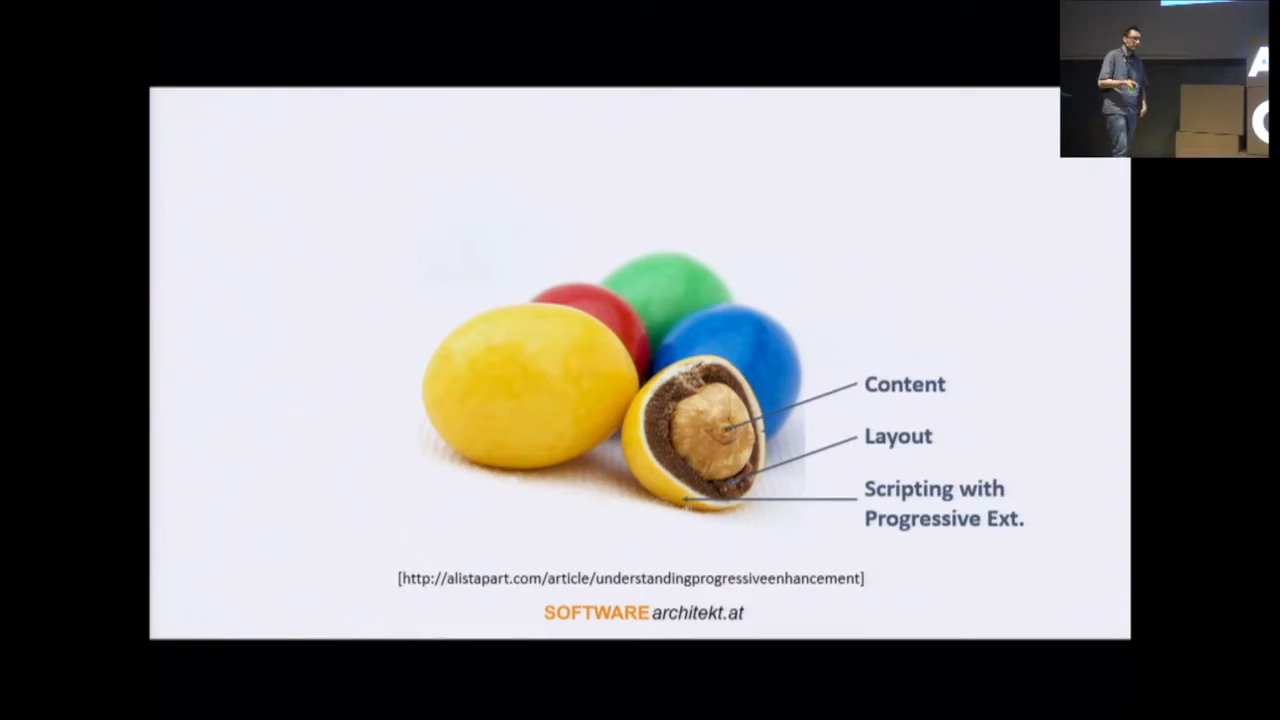 Content
Layout
Scripting with
Progressive Ext.
[http://alistapart.com/article/understandingprogressiveenhancement]
SOFTWAREarchitekt.at
A